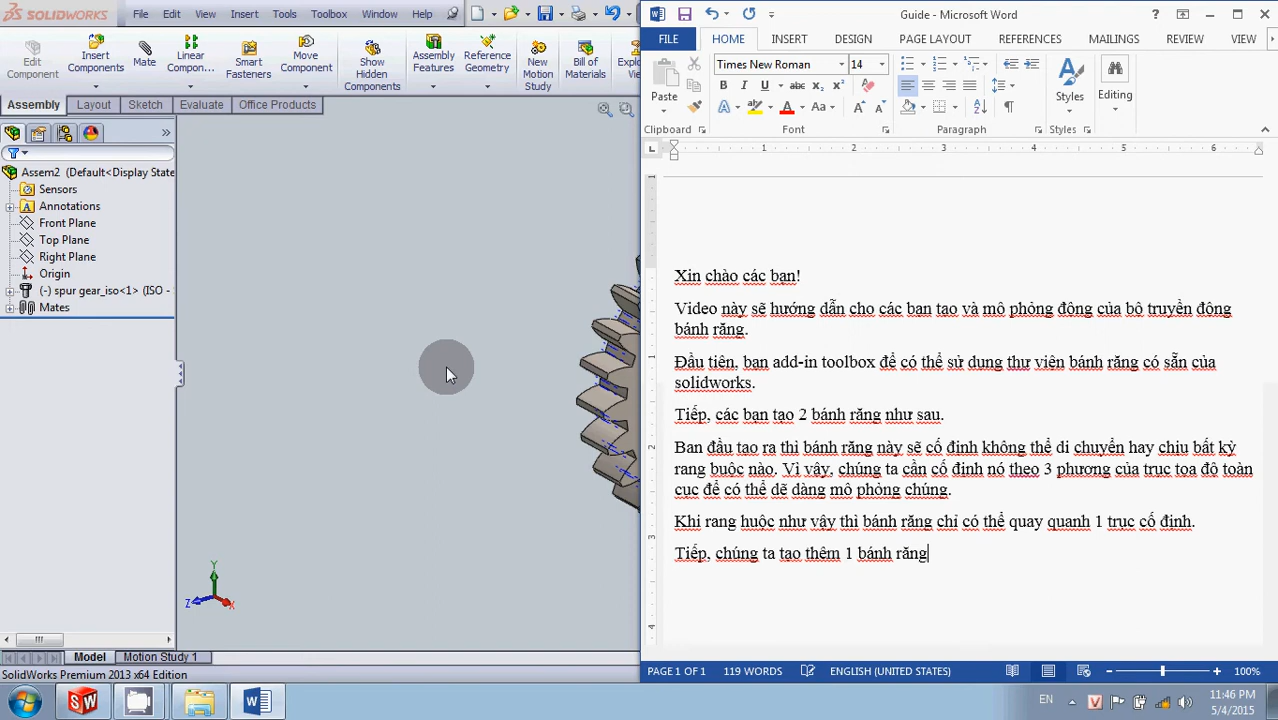 SOLIDWORKS File Edit View Insert Tools Toolbox Window Help
Guide - Microsoft Word
FILE HOME INSERT DESIGN PAGE LAYOUT REFERENCES MAILINGS REVIEW VIEW
Edit Component
Insert Components
Mate
Linear Compon...
Smart Fasteners
Move Component
Show Hidden Components
Assembly Features
Reference Geometry
New Motion Study
Bill of Materials
Explo Vi
Paste
Times New Roman 14
Styles
Editing
Clipboard Font Paragraph Styles
Assembly Layout Sketch Evaluate Office Products
1 2 3 4 5 6
Assem2 (Default<Display State
Sensors
Annotations
Front Plane
Top Plane
Right Plane
Origin
(-) spur gear_iso<1> (ISO -
Mates
Xin chào các bạn!
Video này sẽ hướng dẫn cho các bạn tạo và mô phỏng động của bộ truyền động
bánh răng.
Đầu tiên, bạn add-in toolbox để có thể sử dụng thư viện bánh răng có sẵn của
solidworks.
Tiếp, các bạn tạo 2 bánh răng như sau.
Ban đầu tạo ra thì bánh răng này sẽ cố định không thể di chuyển hay chịu bất kỳ
rang buộc nào. Vì vậy, chúng ta cần cố định nó theo 3 phương của trục tọa độ toàn
cục để có thể dễ dàng mô phỏng chúng.
Khi rang huộc như vậy thì bánh răng chỉ có thể quay quanh 1 trục cố định.
Tiếp, chúng ta tạo thêm 1 bánh răng
Y
Z X
Model Motion Study 1
SolidWorks Premium 2013 x64 Edition
PAGE 1 OF 1 119 WORDS ENGLISH (UNITED STATES) 100%
EN
11:46 PM
5/4/2015